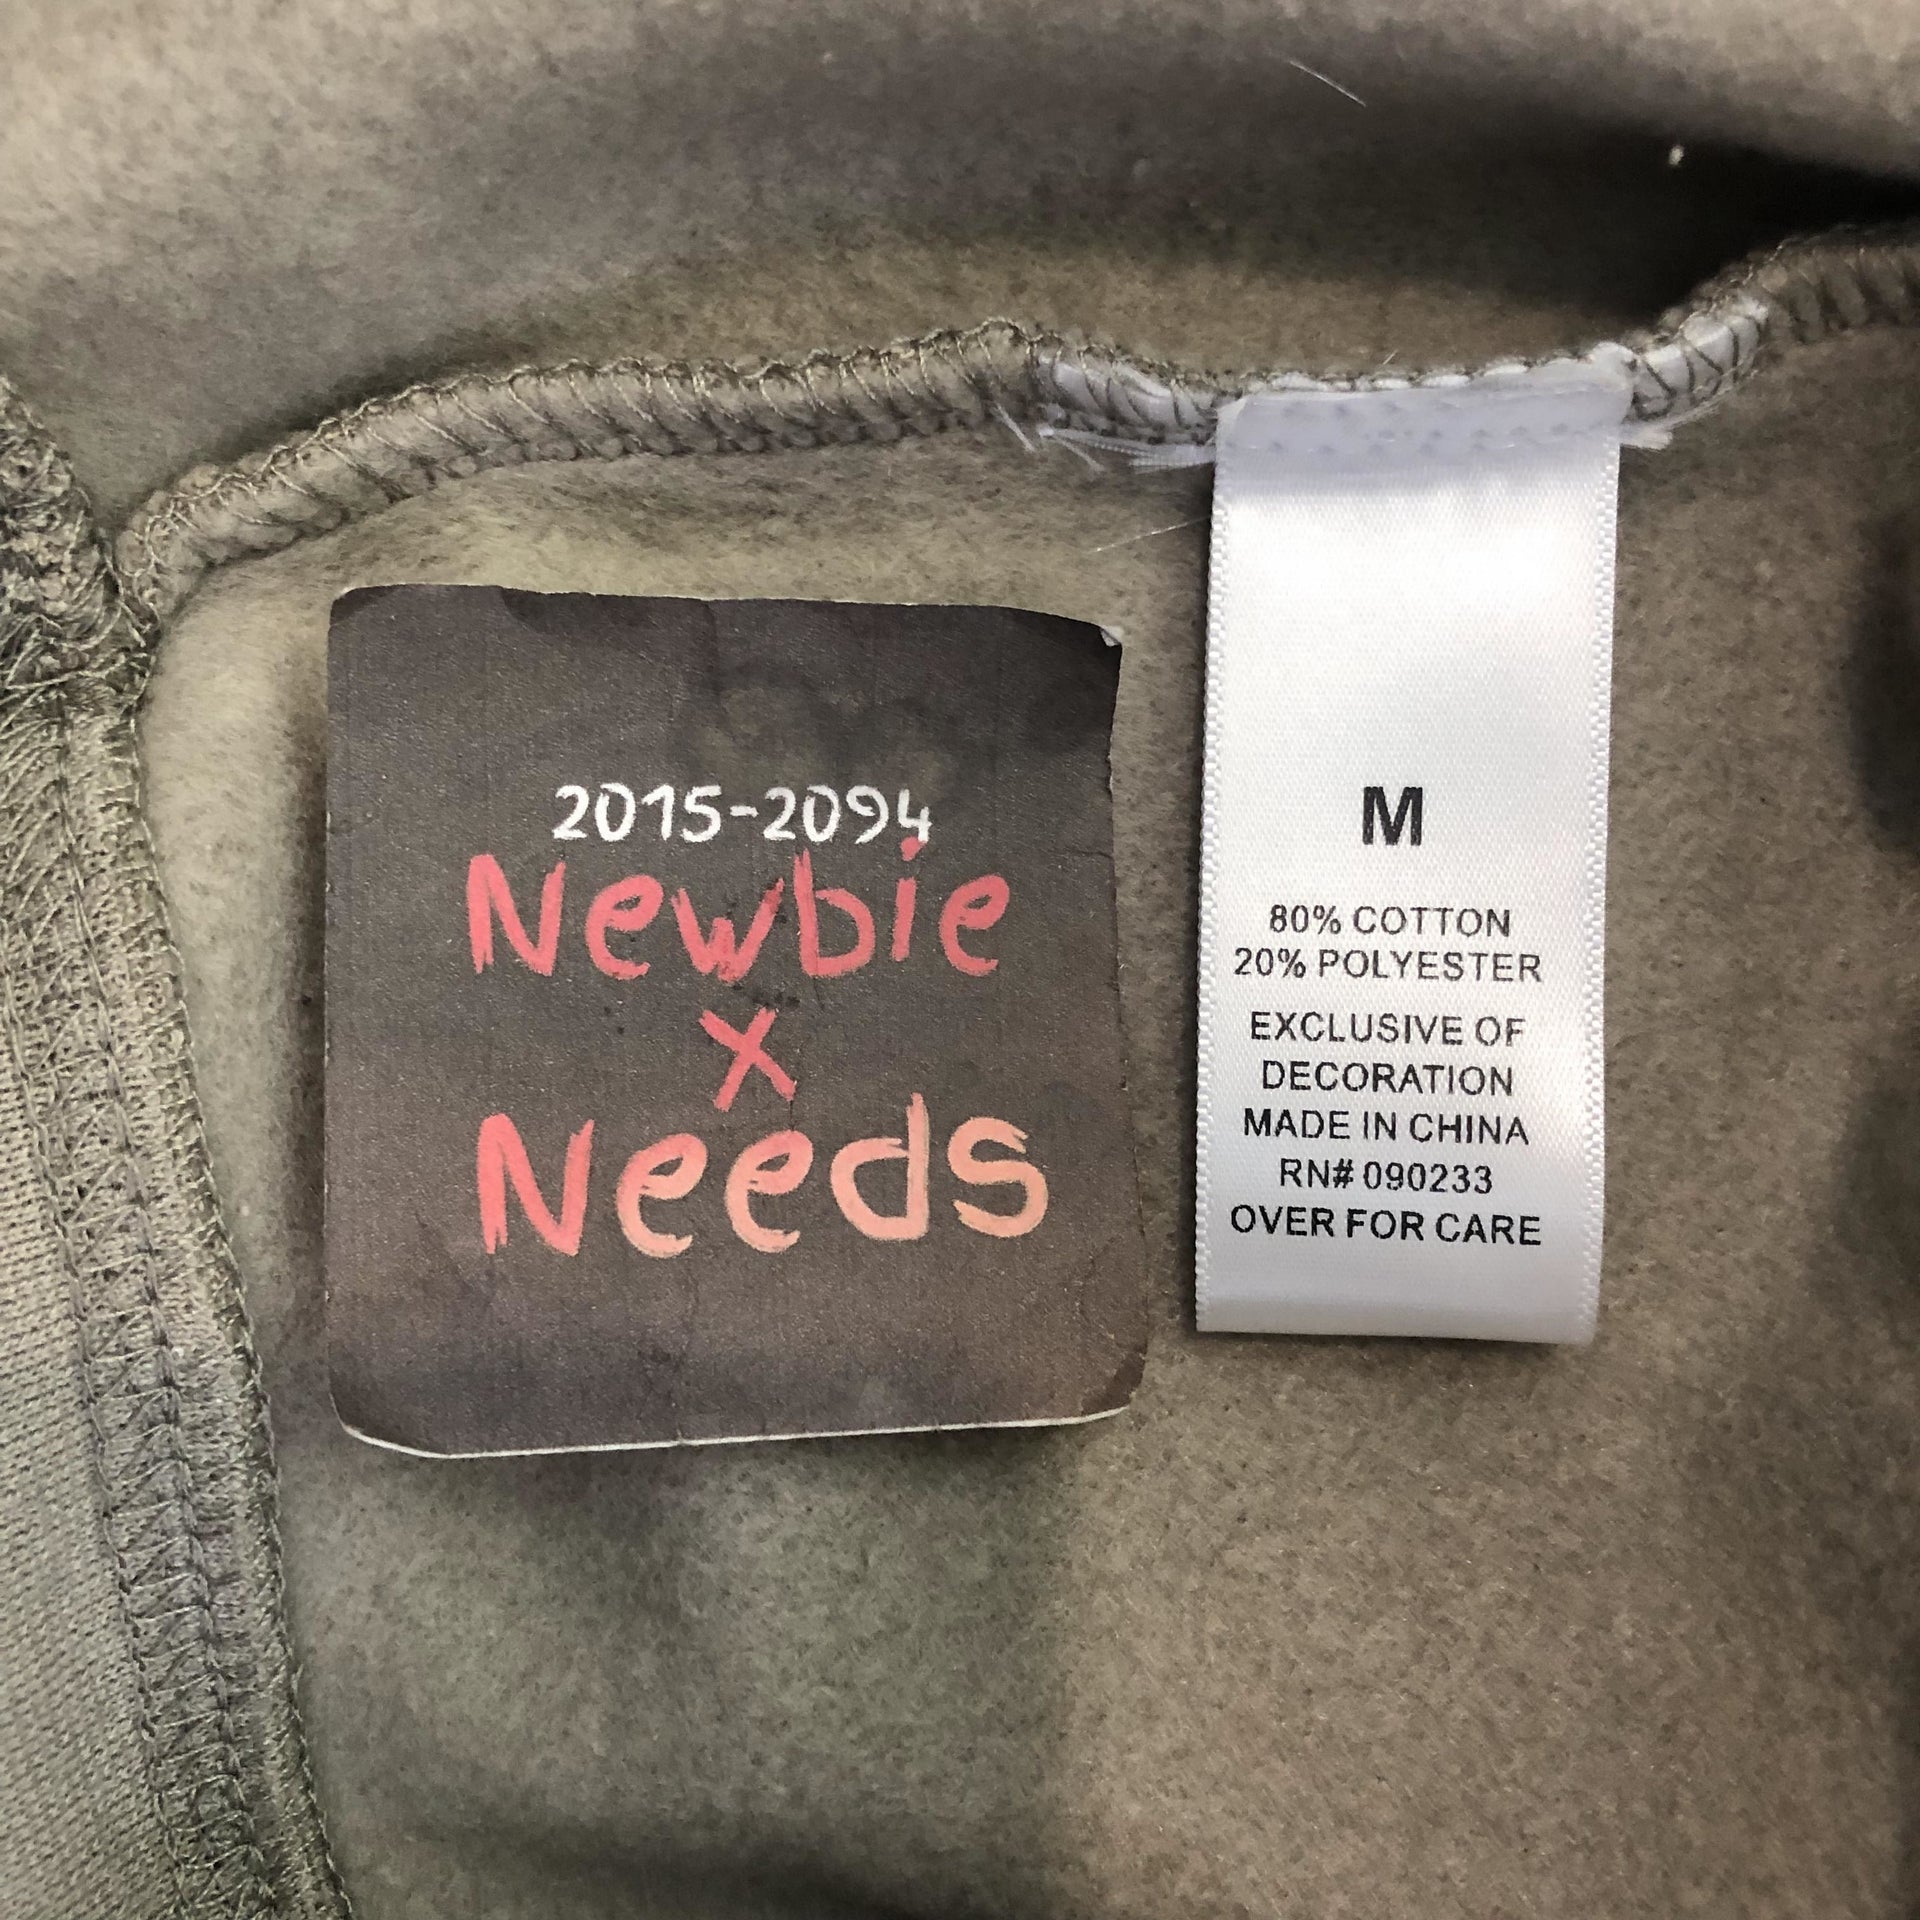 2015-2094
Newbie
x
Needs
M
80% COTTON
20% POLYESTER
EXCLUSIVE OF
DECORATION
MADE IN CHINA
RN# 090233
OVER FOR CARE